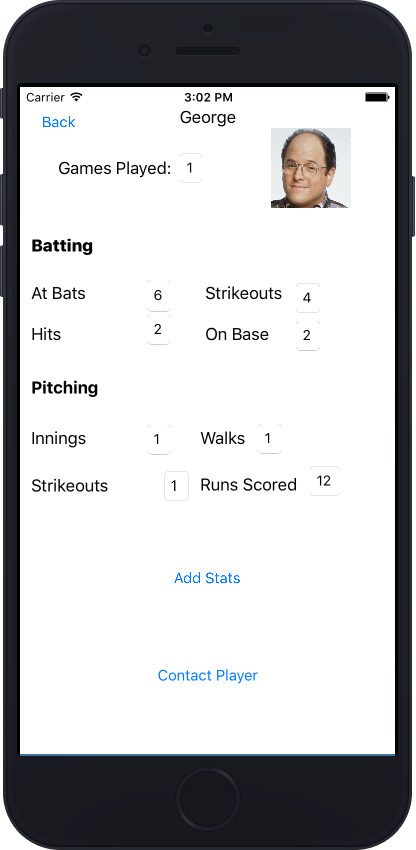 Carrier 3:02 PM
Back George
Games Played: 1
Batting
At Bats 6 Strikeouts 4
Hits 2 On Base 2
Pitching
Innings 1 Walks 1
Strikeouts 1 Runs Scored 12
Add Stats
Contact Player